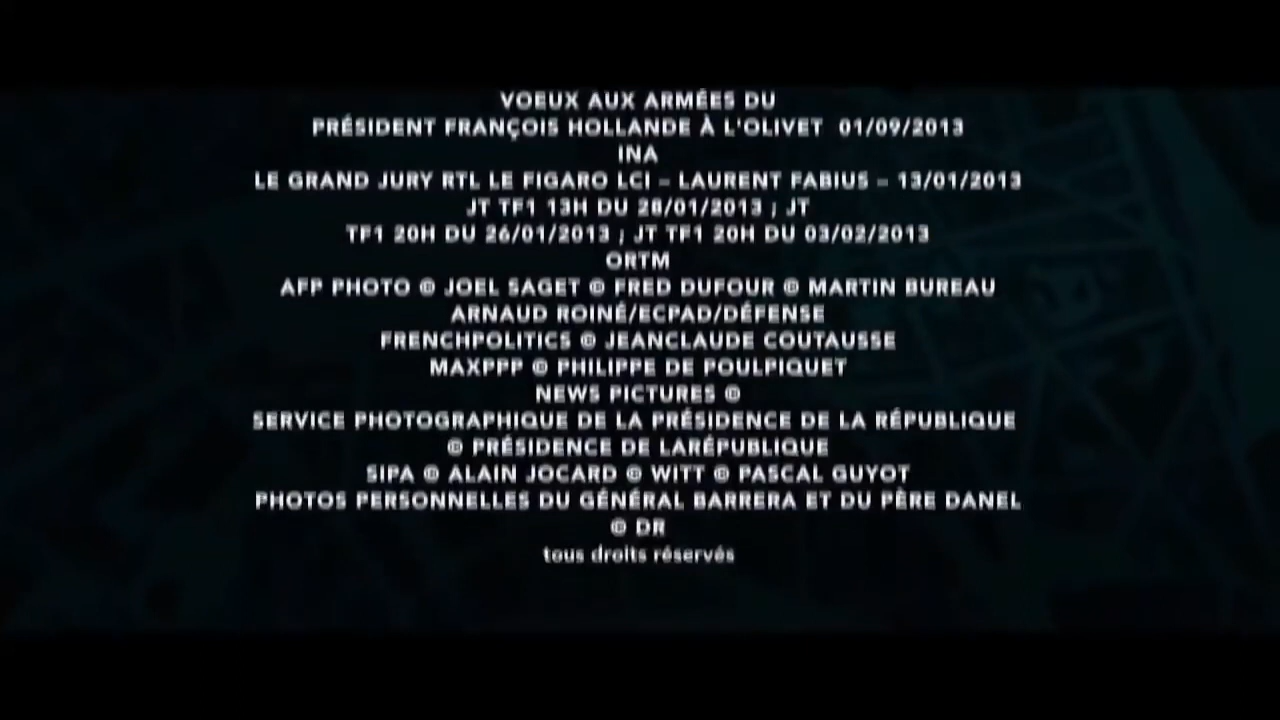 VOEUX AUX ARMÉES DU
PRÉSIDENT FRANÇOIS HOLLANDE À L'OLIVET 01/09/2013
INA
LE GRAND JURY RTL LE FIGARO LCI – LAURENT FABIUS – 13/01/2013
JT TF1 13H DU 28/01/2013 ; JT
TF1 20H DU 26/01/2013 ; JT TF1 20H DU 03/02/2013
ORTM
AFP PHOTO © JOEL SAGET © FRED DUFOUR © MARTIN BUREAU
ARNAUD ROINÉ/ECPAD/DÉFENSE
FRENCHPOLITICS © JEANCLAUDE COUTAUSSE
MAXPPP © PHILIPPE DE POULPIQUET
NEWS PICTURES ©
SERVICE PHOTOGRAPHIQUE DE LA PRÉSIDENCE DE LA RÉPUBLIQUE
© PRÉSIDENCE DE LARÉPUBLIQUE
SIPA © ALAIN JOCARD © WITT © PASCAL GUYOT
PHOTOS PERSONNELLES DU GÉNÉRAL BARRERA ET DU PÈRE DANEL
© DR
tous droits réservés